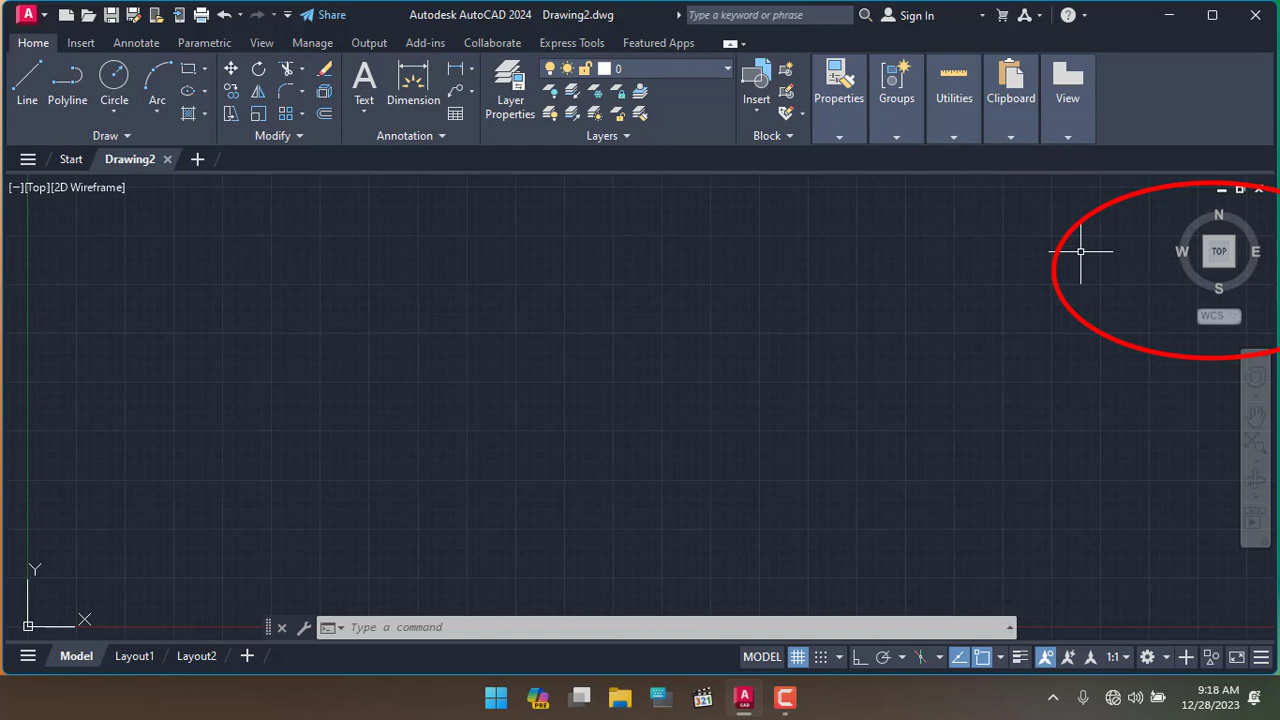 Share
Autodesk AutoCAD 2024 Drawing2.dwg
Type a keyword or phrase
Sign In
Home Insert Annotate Parametric View Manage Output Add-ins Collaborate Express Tools Featured Apps
0
Line Polyline Circle Arc
Text Dimension
Layer
Properties
Insert
Properties Groups Utilities Clipboard View
Draw Modify Annotation Layers Block
Start Drawing2
[−][Top][2D Wireframe]
N
W TOP E
S
WCS
Y
X
Type a command
Model Layout1 Layout2
MODEL 1:1
PRE
321
A
CAD
9:18 AM
12/28/2023